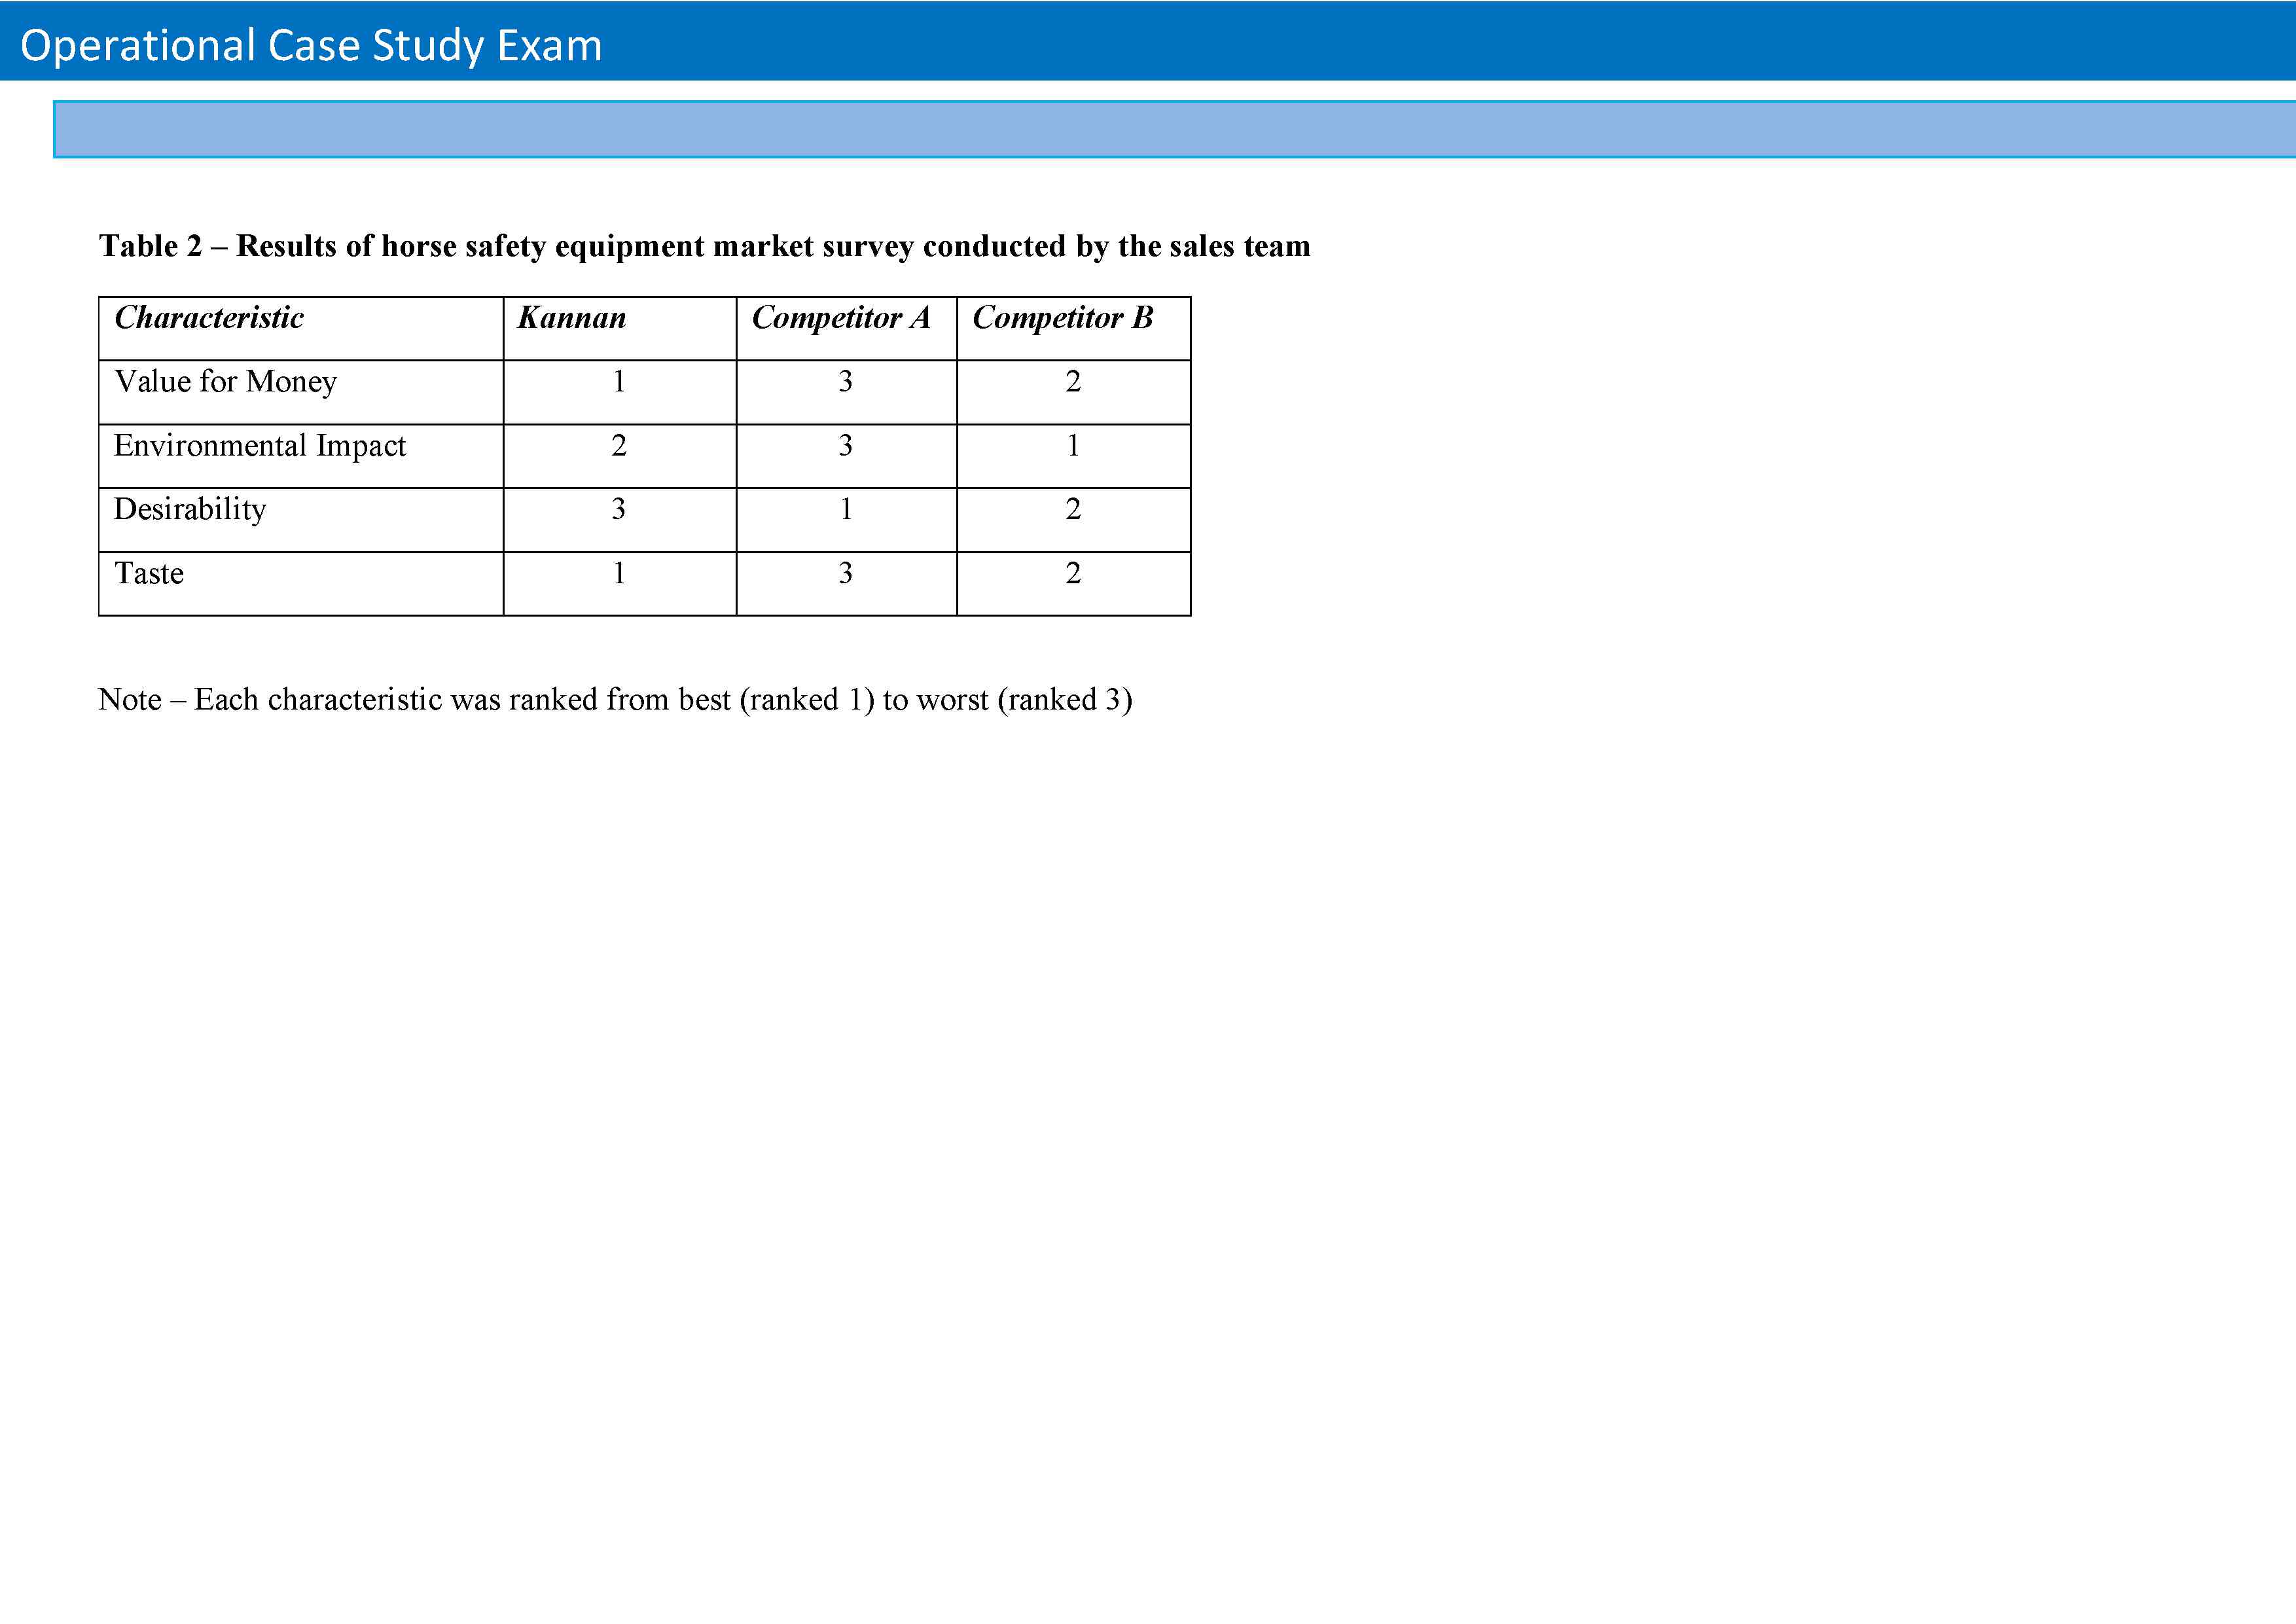 Operational Case Study Exam
Table 2 – Results of horse safety equipment market survey conducted by the sales team
Characteristic Kannan Competitor A Competitor B
Value for Money 1 3 2
Environmental Impact 2 3 1
Desirability 3 1 2
Taste 1 3 2
Note – Each characteristic was ranked from best (ranked 1) to worst (ranked 3)